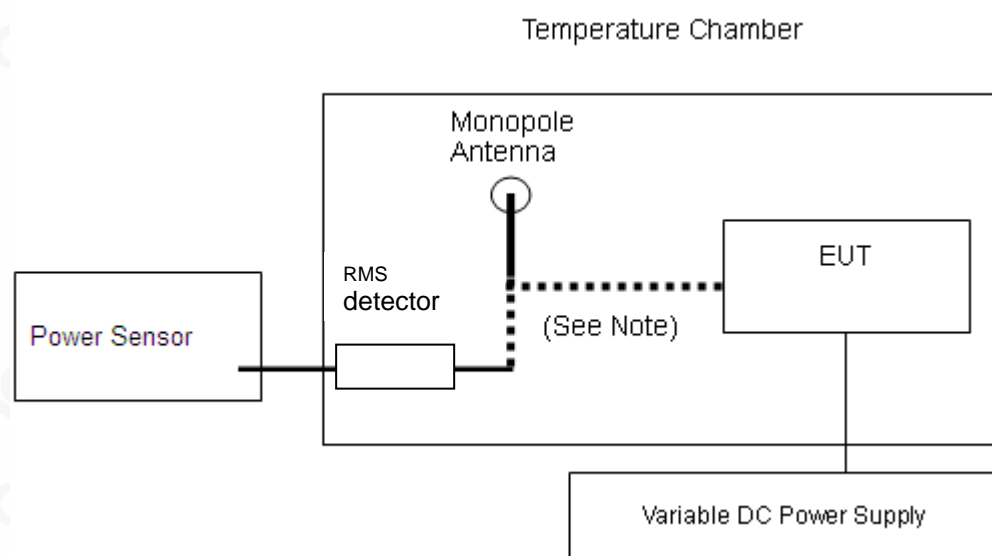 Temperature Chamber
Monopole
Antenna
EUT
RMS
detector
(See Note)
Power Sensor
Variable DC Power Supply